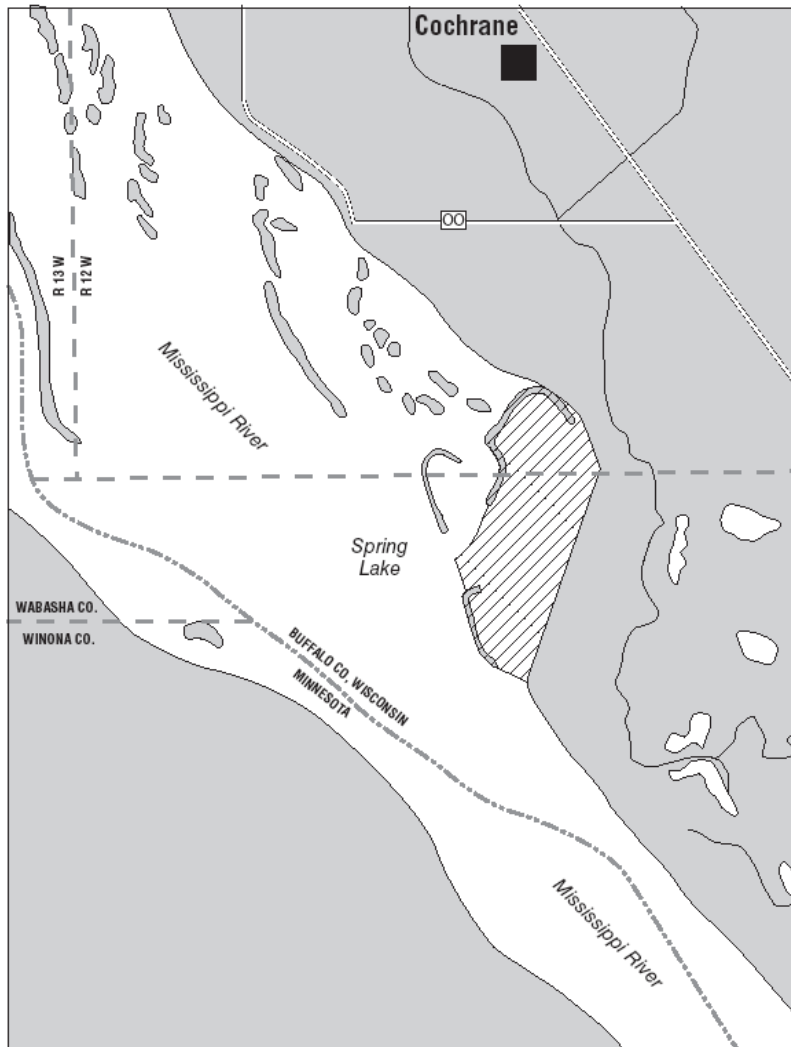 Cochrane
OO
R 13 W
R 12 W
Mississippi River
Spring
Lake
WABASHA CO.
WINONA CO.
BUFFALO CO. WISCONSIN
MINNESOTA
Mississippi River